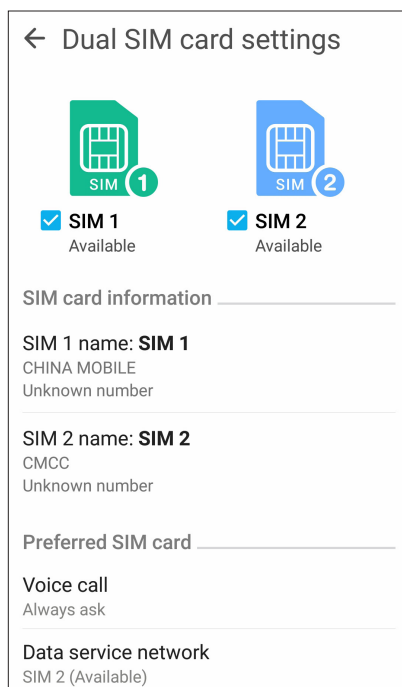 Dual SIM card settings
SIM 1
SIM 2
SIM 1
SIM 2
Available
Available
SIM card information
SIM 1 name: SIM 1
CHINA MOBILE
Unknown number
SIM 2 name: SIM 2
CMCC
Unknown number
Preferred SIM card
Voice call
Always ask
Data service network
SIM 2 (Available)